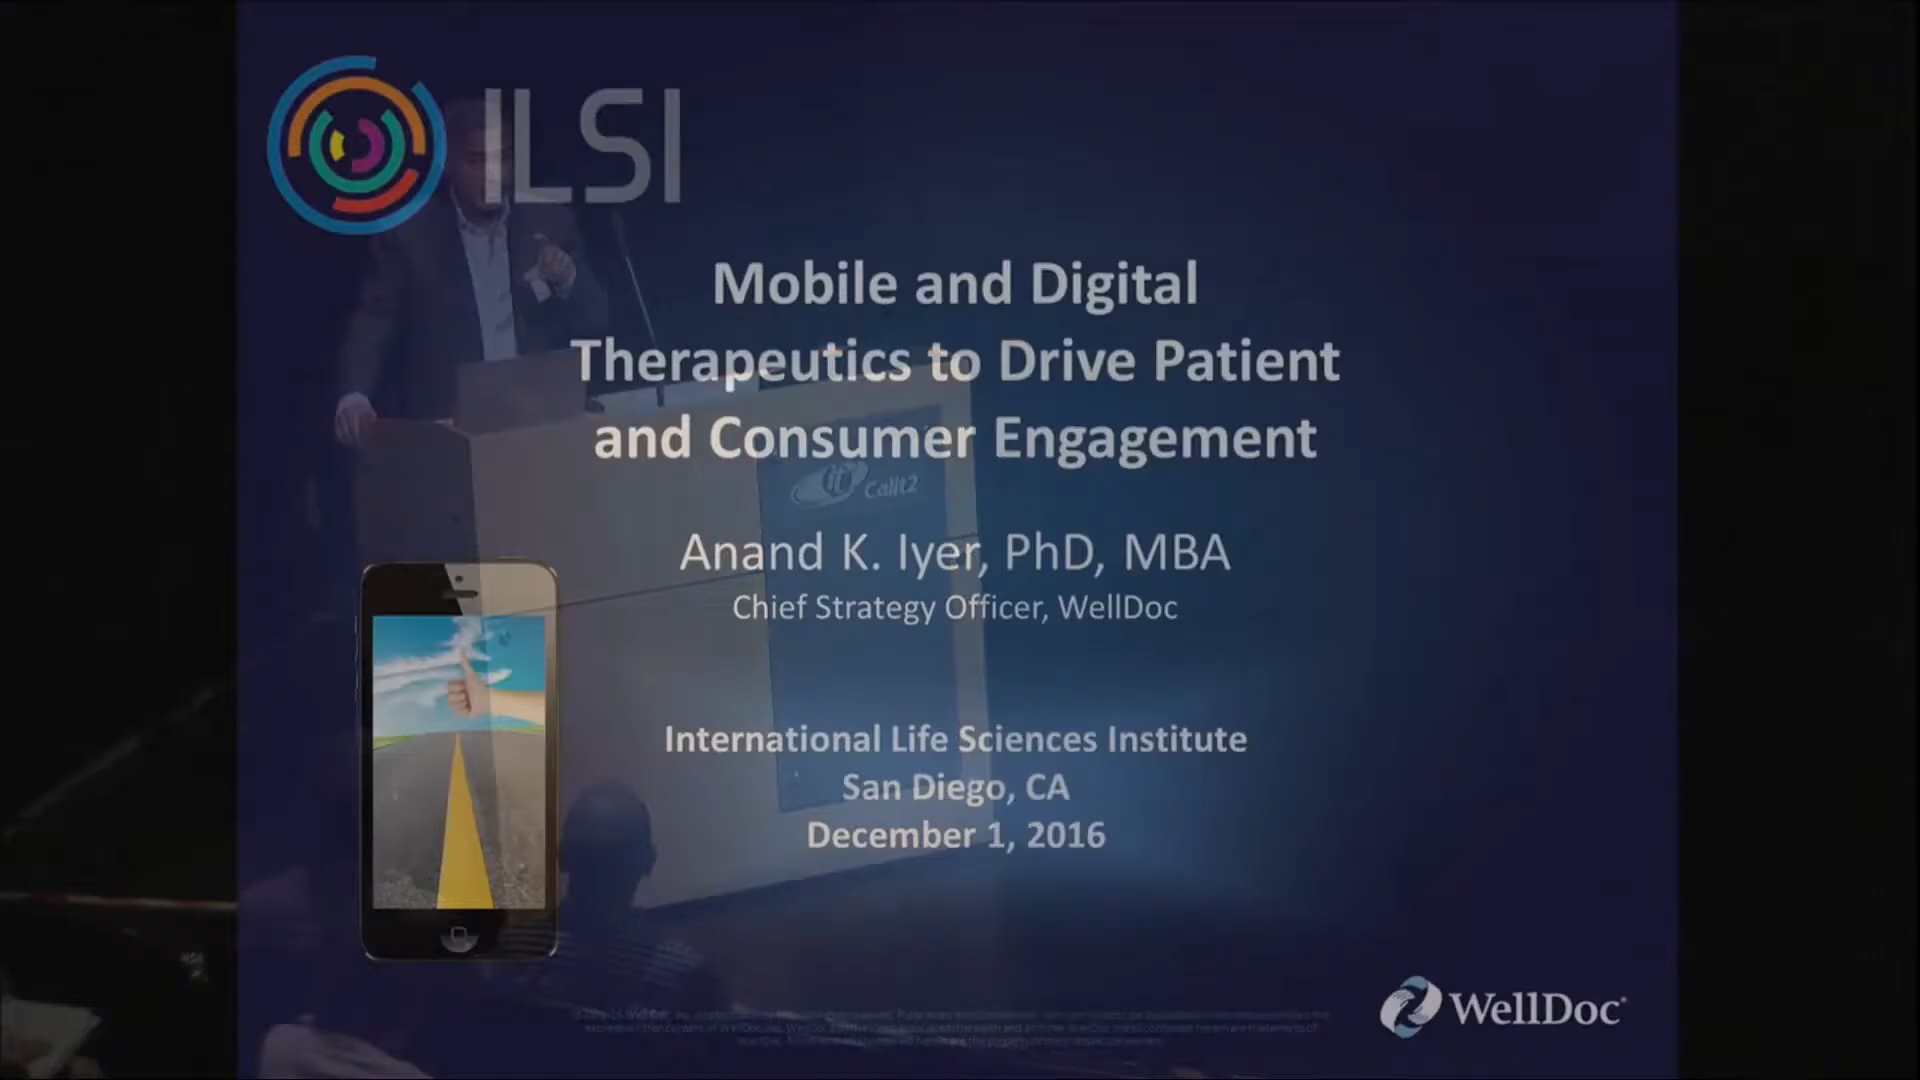 ILSI
Mobile and Digital
Therapeutics to Drive Patient
and Consumer Engagement
Calit2
Anand K. Iyer, PhD, MBA
Chief Strategy Officer, WellDoc
International Life Sciences Institute
San Diego, CA
December 1, 2016
WellDoc®